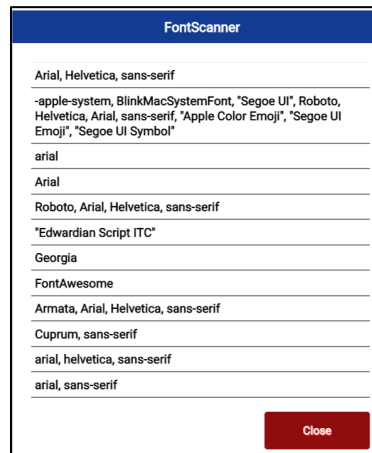 FontScanner
Arial, Helvetica, sans-serif
-apple-system, BlinkMacSystemFont, "Segoe UI", Roboto,
Helvetica, Arial, sans-serif, "Apple Color Emoji", "Segoe UI
Emoji", "Segoe UI Symbol"
arial
Arial
Roboto, Arial, Helvetica, sans-serif
"Edwardian Script ITC"
Georgia
FontAwesome
Armata, Arial, Helvetica, sans-serif
Cuprum, sans-serif
arial, helvetica, sans-serif
arial, sans-serif
Close